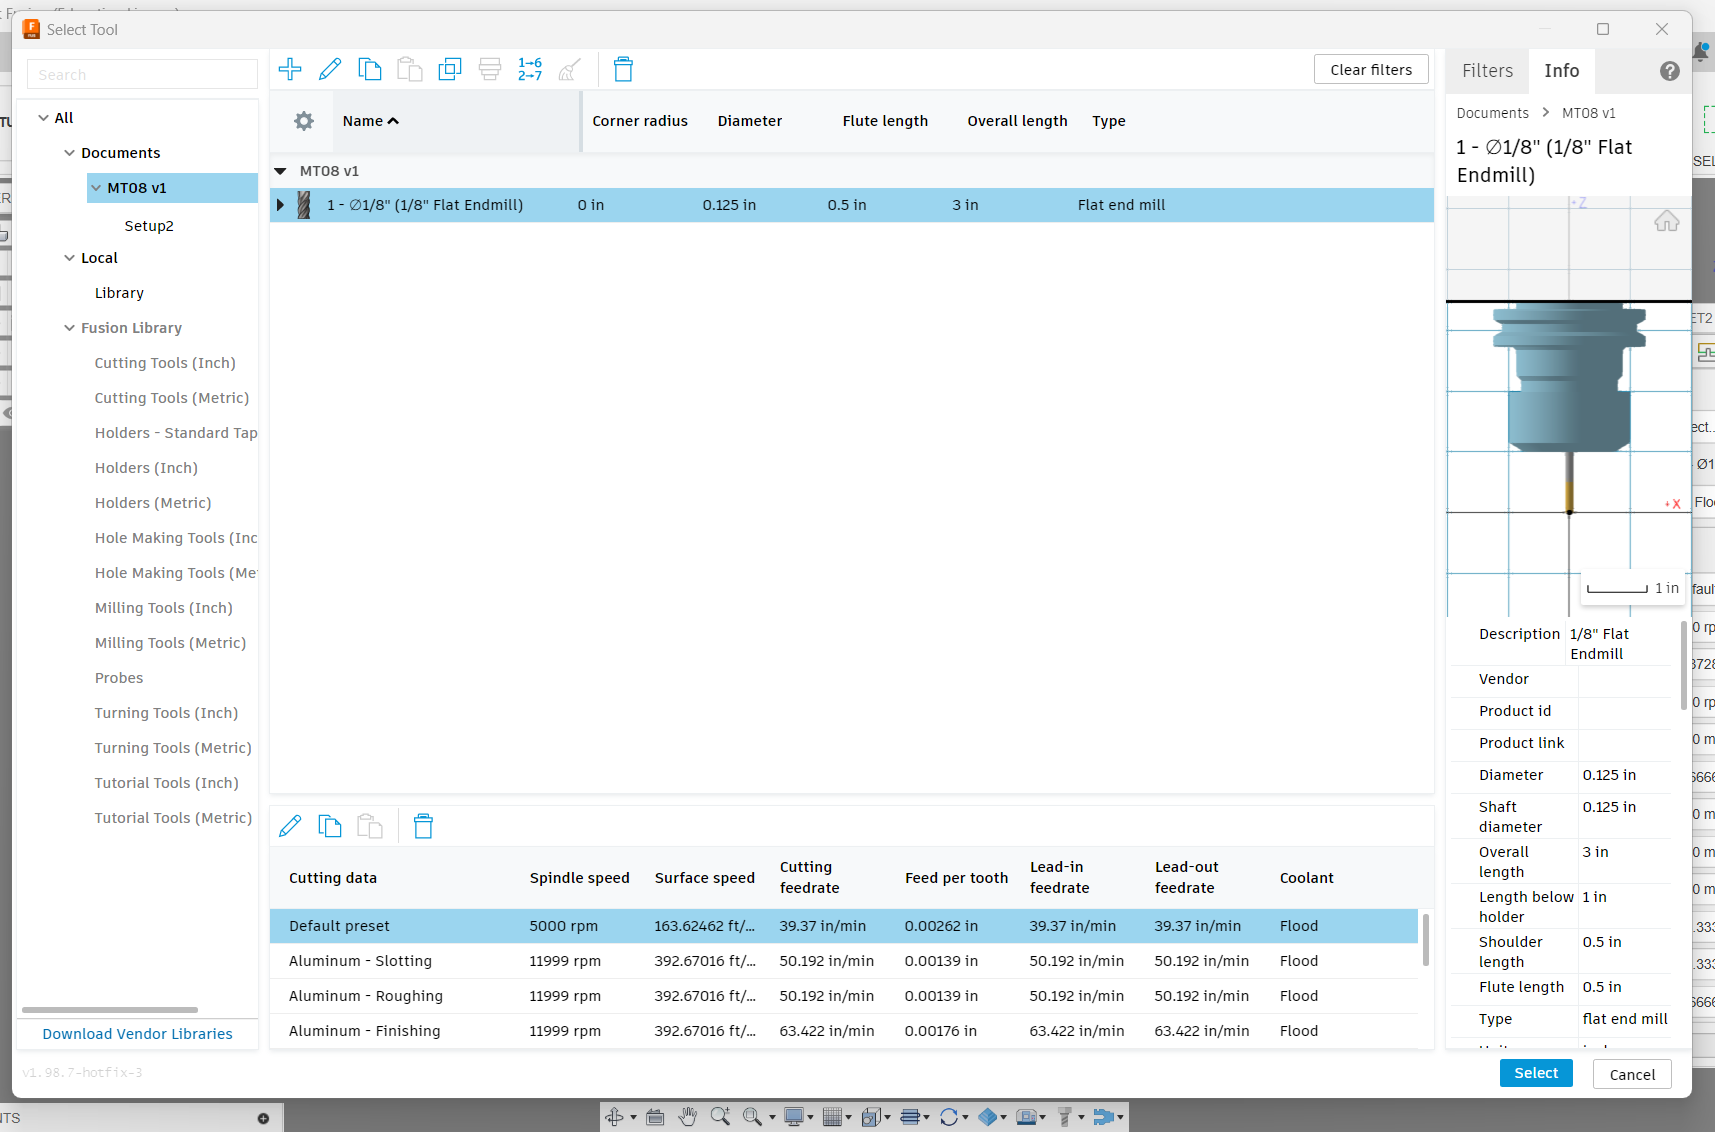 Select Tool
Search
All
Documents
MT08 v1
Setup2
Local
Library
Fusion Library
Cutting Tools (Inch)
Cutting Tools (Metric)
Holders - Standard Tap
Holders (Inch)
Holders (Metric)
Hole Making Tools (Inc
Hole Making Tools (Me
Milling Tools (Inch)
Milling Tools (Metric)
Probes
Turning Tools (Inch)
Turning Tools (Metric)
Tutorial Tools (Inch)
Tutorial Tools (Metric)
Download Vendor Libraries
v1.98.7-hotfix-3
1→6
2→7
Clear filters
Name Corner radius Diameter Flute length Overall length Type
MT08 v1
1 - ∅1/8" (1/8" Flat Endmill) 0 in 0.125 in 0.5 in 3 in Flat end mill
Cutting data Spindle speed Surface speed Cutting feedrate Feed per tooth Lead-in feedrate Lead-out feedrate Coolant
Default preset 5000 rpm 163.62462 ft/... 39.37 in/min 0.00262 in 39.37 in/min 39.37 in/min Flood
Aluminum - Slotting 11999 rpm 392.67016 ft/... 50.192 in/min 0.00139 in 50.192 in/min 50.192 in/min Flood
Aluminum - Roughing 11999 rpm 392.67016 ft/... 50.192 in/min 0.00139 in 50.192 in/min 50.192 in/min Flood
Aluminum - Finishing 11999 rpm 392.67016 ft/... 63.422 in/min 0.00176 in 63.422 in/min 63.422 in/min Flood
Filters Info
Documents > MT08 v1
1 - ∅1/8" (1/8" Flat
Endmill)
Z
X
1 in
Description 1/8" Flat Endmill
Vendor
Product id
Product link
Diameter 0.125 in
Shaft diameter 0.125 in
Overall length 3 in
Length below holder 1 in
Shoulder length 0.5 in
Flute length 0.5 in
Type flat end mill
Select Cancel
NTS